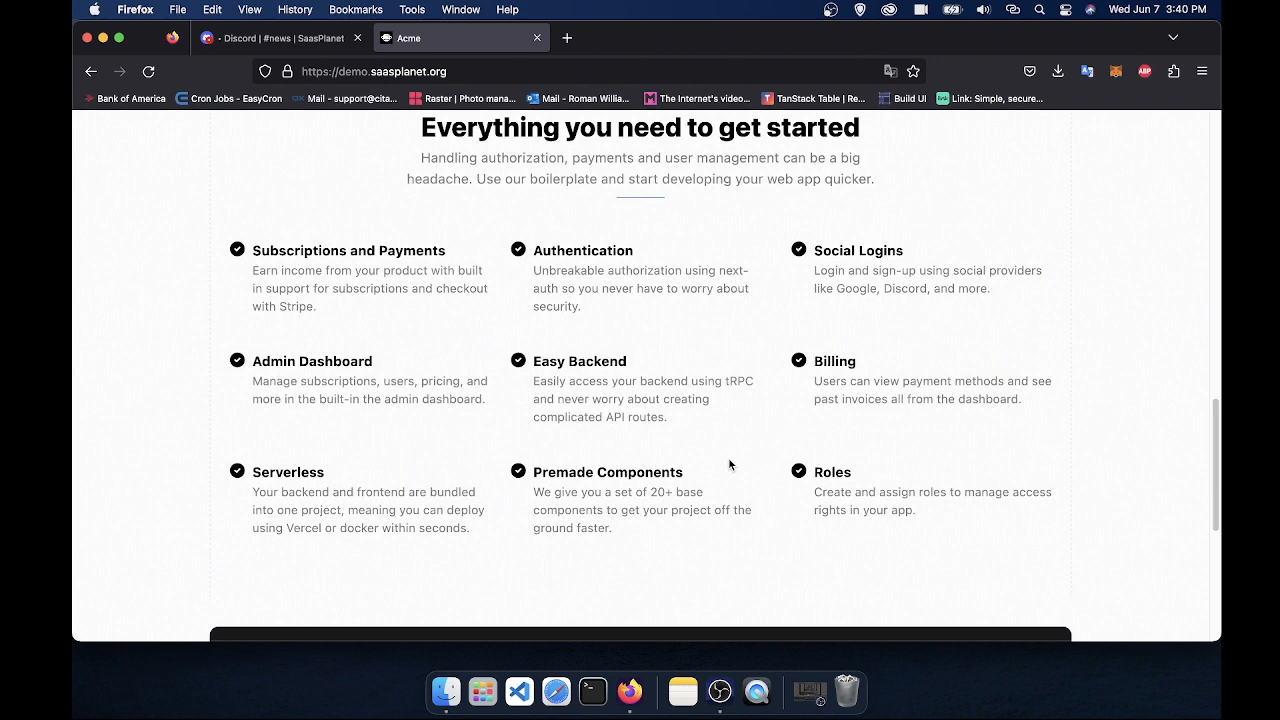 Firefox File Edit View History Bookmarks Tools Window Help Wed Jun 7 3:40 PM
- Discord | #news | SaasPlanet Acme
https://demo.saasplanet.org
Bank of America Cron Jobs - EasyCron Mail - support@cita... Raster | Photo mana... Mail - Roman Willia... The Internet's video... TanStack Table | Re... Build UI Link: Simple, secure...
Everything you need to get started
Handling authorization, payments and user management can be a big
headache. Use our boilerplate and start developing your web app quicker.
Subscriptions and Payments
Earn income from your product with built
in support for subscriptions and checkout
with Stripe.
Authentication
Unbreakable authorization using next-
auth so you never have to worry about
security.
Social Logins
Login and sign-up using social providers
like Google, Discord, and more.
Admin Dashboard
Manage subscriptions, users, pricing, and
more in the built-in the admin dashboard.
Easy Backend
Easily access your backend using tRPC
and never worry about creating
complicated API routes.
Billing
Users can view payment methods and see
past invoices all from the dashboard.
Serverless
Your backend and frontend are bundled
into one project, meaning you can deploy
using Vercel or docker within seconds.
Premade Components
We give you a set of 20+ base
components to get your project off the
ground faster.
Roles
Create and assign roles to manage access
rights in your app.